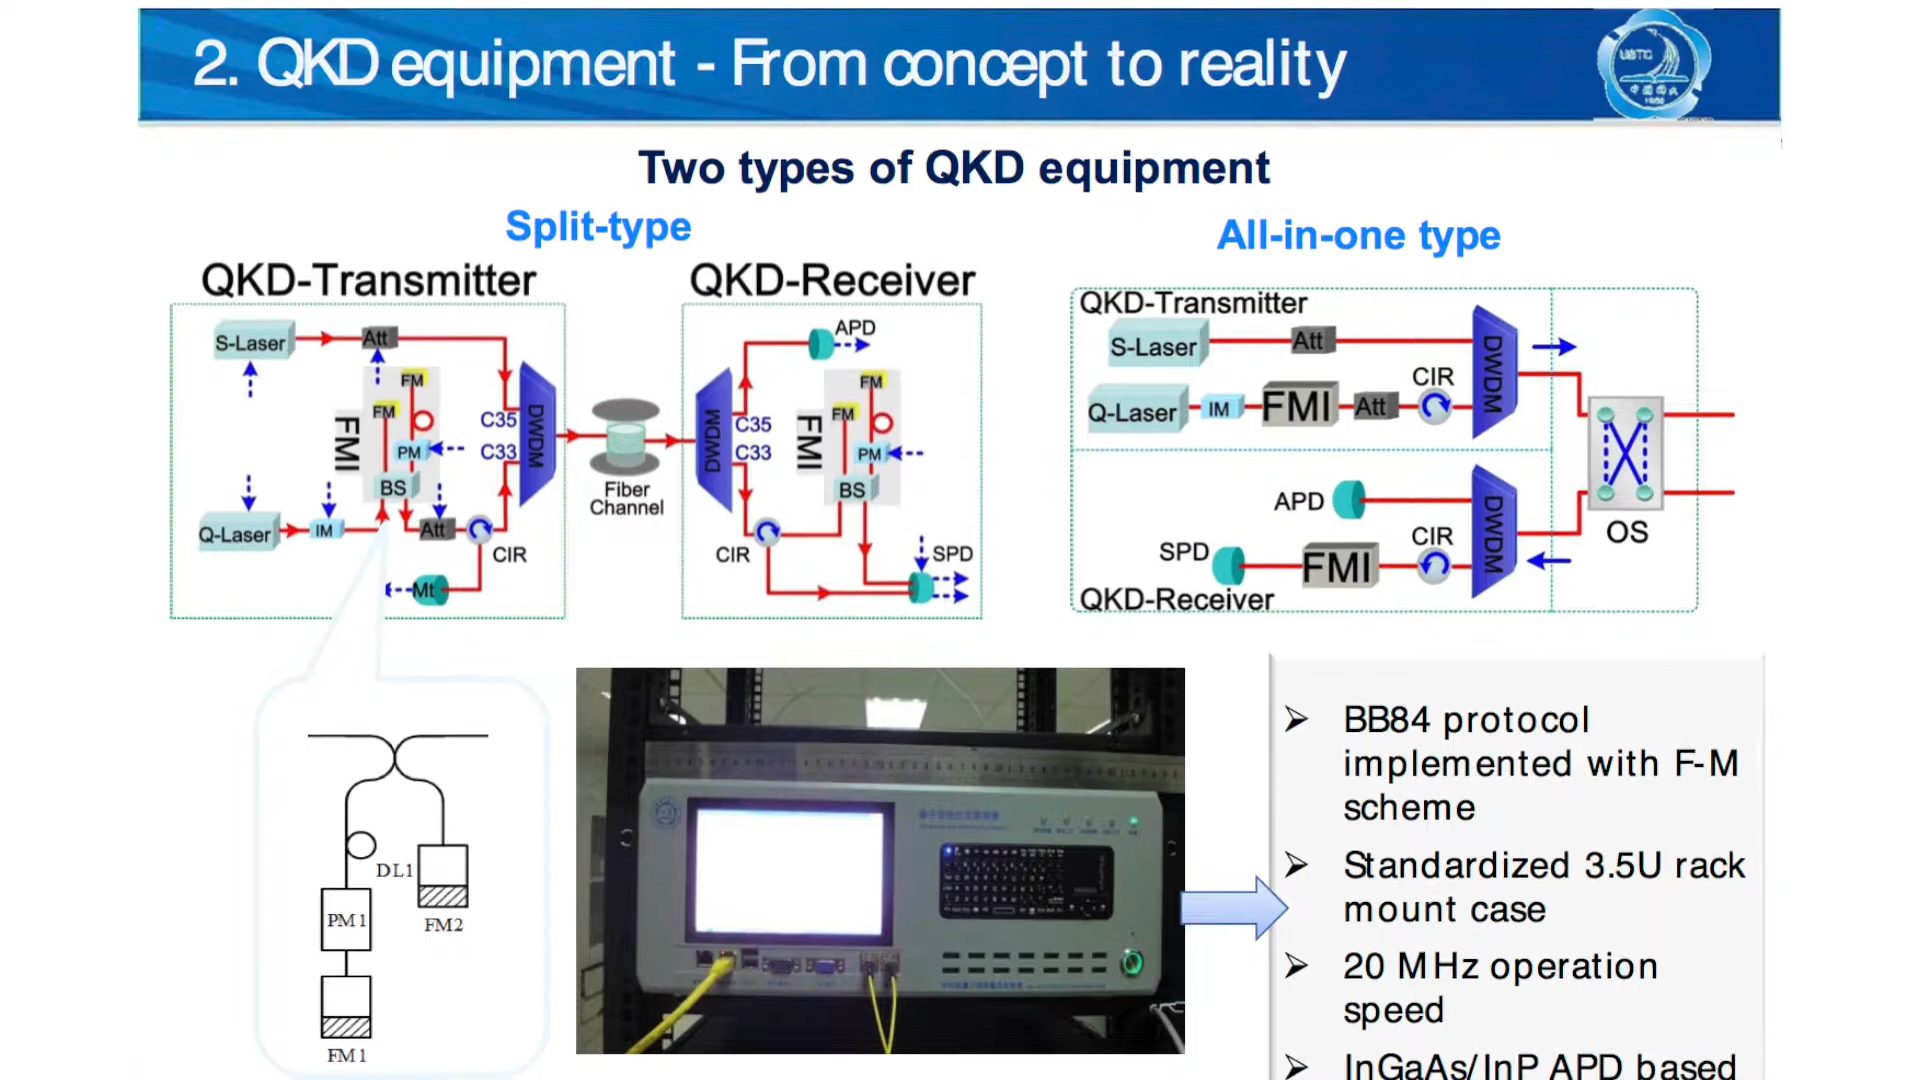 2. QKD equipment - From concept to reality
USTC
1958
Two types of QKD equipment
Split-type
All-in-one type
QKD-Transmitter
QKD-Receiver
S-Laser
Att
FM
FM
FMI
PM
BS
Q-Laser
IM
Att
CIR
Mt
C35
C33
DWDM
Fiber
Channel
DWDM
C35
C33
APD
FM
FM
FMI
PM
BS
CIR
SPD
QKD-Transmitter
S-Laser
Att
DWDM
Q-Laser
IM
FMI
Att
CIR
APD
DWDM
SPD
FMI
CIR
QKD-Receiver
OS
DL1
PM1
FM2
FM1
BB84 protocol
implemented with F-M
scheme
Standardized 3.5U rack
mount case
20 MHz operation
speed
InGaAs/InP APD based